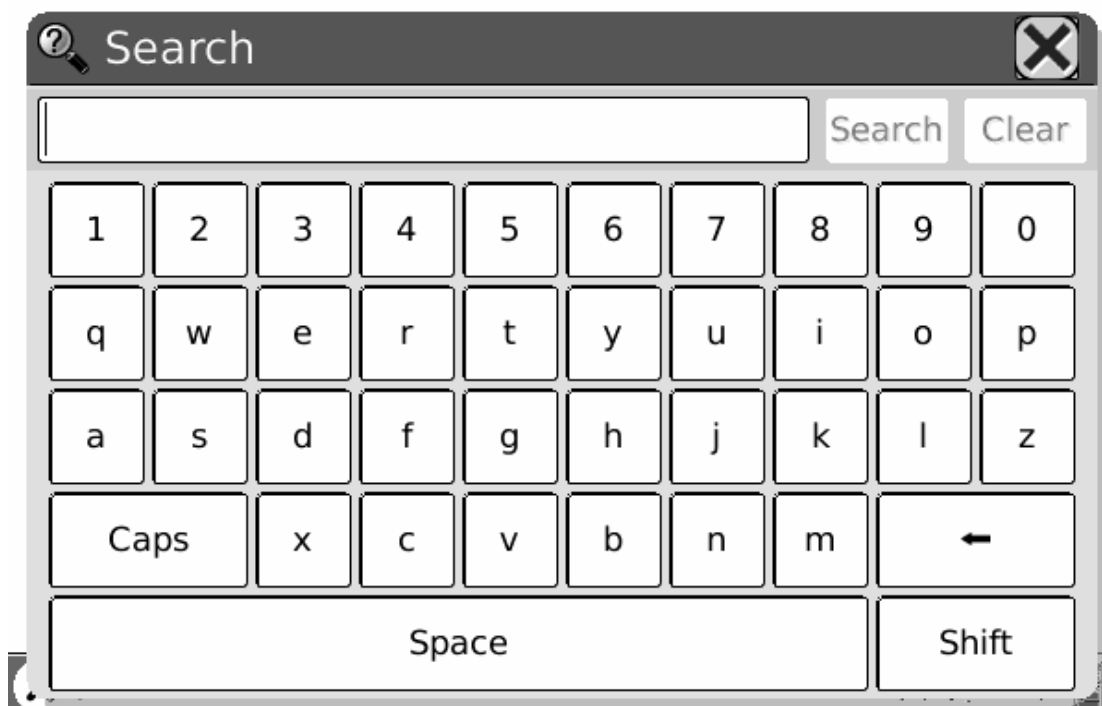 Search
Search Clear
1 2 3 4 5 6 7 8 9 0
q w e r t y u i o p
a s d f g h j k l z
Caps x c v b n m ←
Space Shift